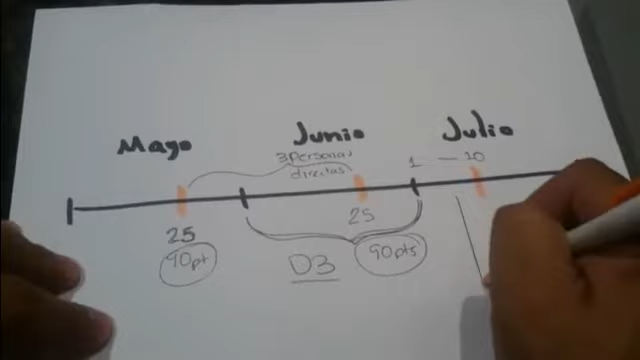 Mayo
Junio
Julio
3 personas
directas
1 — 10
25
25
90pt
D3
90pts